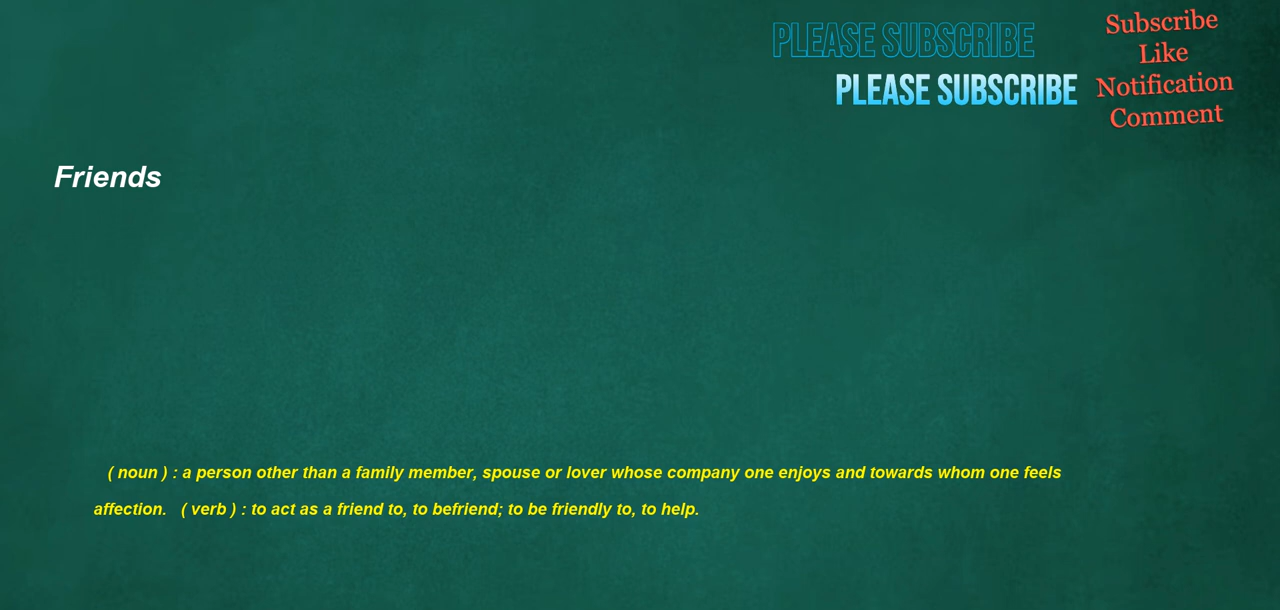 PLEASE SUBSCRIBE
PLEASE SUBSCRIBE
Subscribe
Like
Notification
Comment
Friends
( noun ) : a person other than a family member, spouse or lover whose company one enjoys and towards whom one feels
affection. ( verb ) : to act as a friend to, to befriend; to be friendly to, to help.